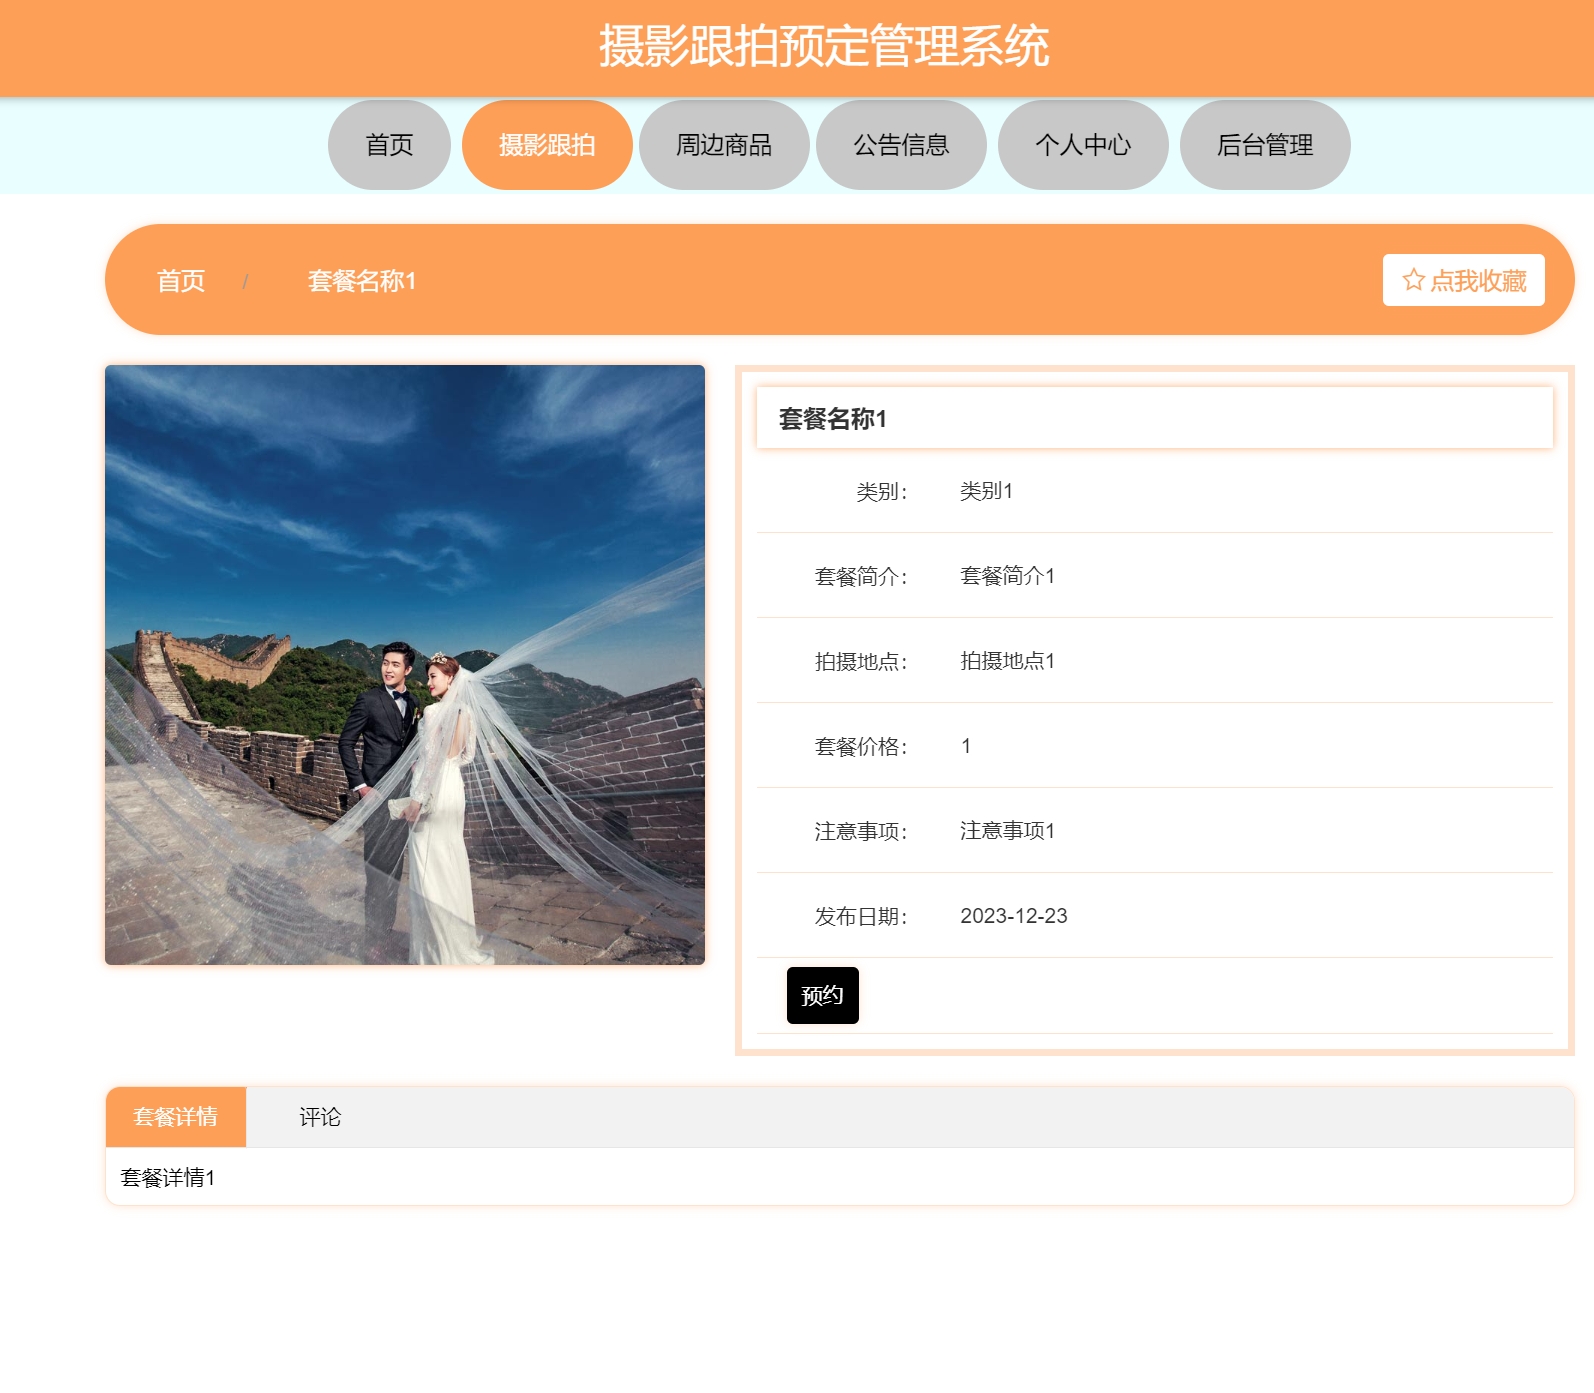 摄影跟拍预定管理系统
首页 摄影跟拍 周边商品 公告信息 个人中心 后台管理
首页 / 套餐名称1 ☆ 点我收藏
套餐名称1
类别： 类别1
套餐简介： 套餐简介1
拍摄地点： 拍摄地点1
套餐价格： 1
注意事项： 注意事项1
发布日期： 2023-12-23
预约
套餐详情 评论
套餐详情1